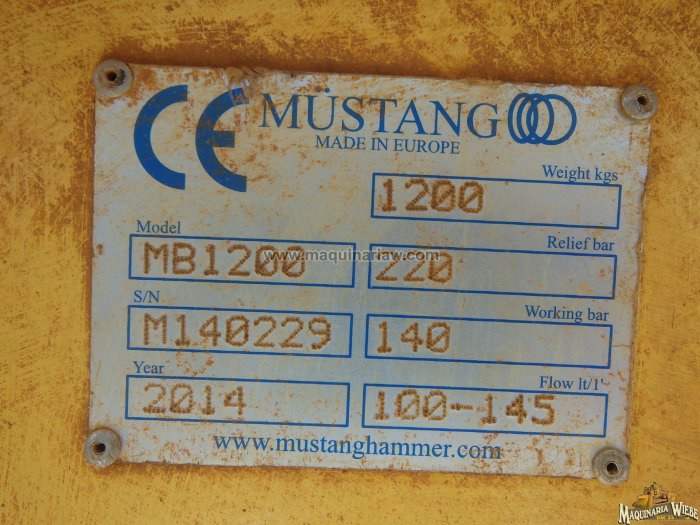 CE MÜSTANG
MADE IN EUROPE
Weight kgs
1200
Model
MB1200
Relief bar
220
www.maquinariaw.com
S/N
M140229
Working bar
140
Year
2014
Flow lt/1'
100-145
www.mustanghammer.com
MAQUINARIA WIEBE